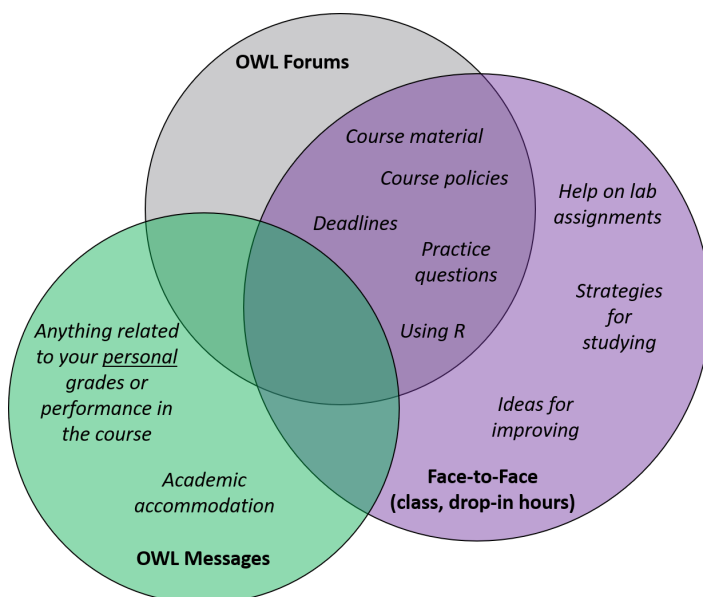 OWL Forums
Course material
Course policies
Deadlines
Practice
questions
Using R
Help on lab
assignments
Strategies
for
studying
Ideas for
improving
Face-to-Face
(class, drop-in hours)
Anything related
to your personal
grades or
performance in
the course
Academic
accommodation
OWL Messages